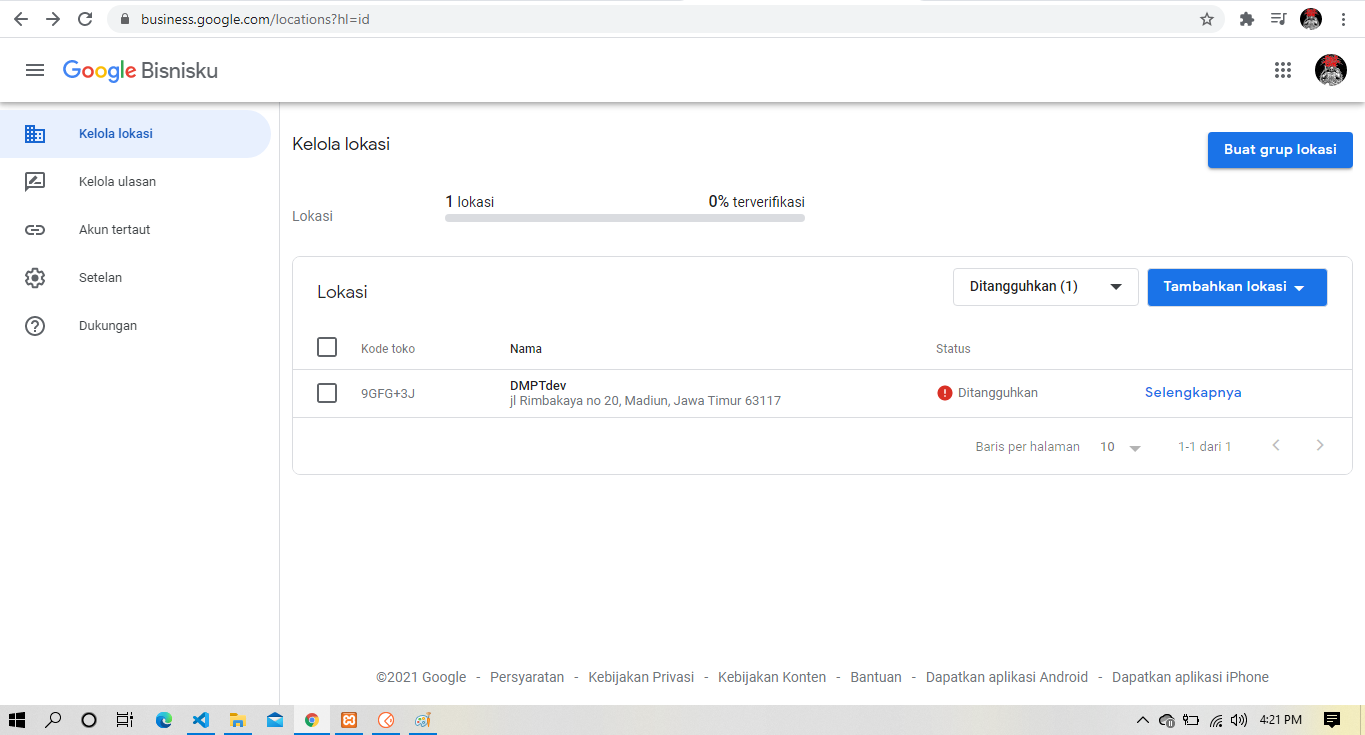 business.google.com/locations?hl=id
Google Bisnisku
Kelola lokasi
Kelola ulasan
Akun tertaut
Setelan
Dukungan
Kelola lokasi
Buat grup lokasi
Lokasi
1 lokasi
0% terverifikasi
Lokasi
Ditangguhkan (1)
Tambahkan lokasi
Kode toko
Nama
Status
9GFG+3J
DMPTdev
jl Rimbakaya no 20, Madiun, Jawa Timur 63117
Ditangguhkan
Selengkapnya
Baris per halaman
10
1-1 dari 1
©2021 Google - Persyaratan - Kebijakan Privasi - Kebijakan Konten - Bantuan - Dapatkan aplikasi Android - Dapatkan aplikasi iPhone
4:21 PM